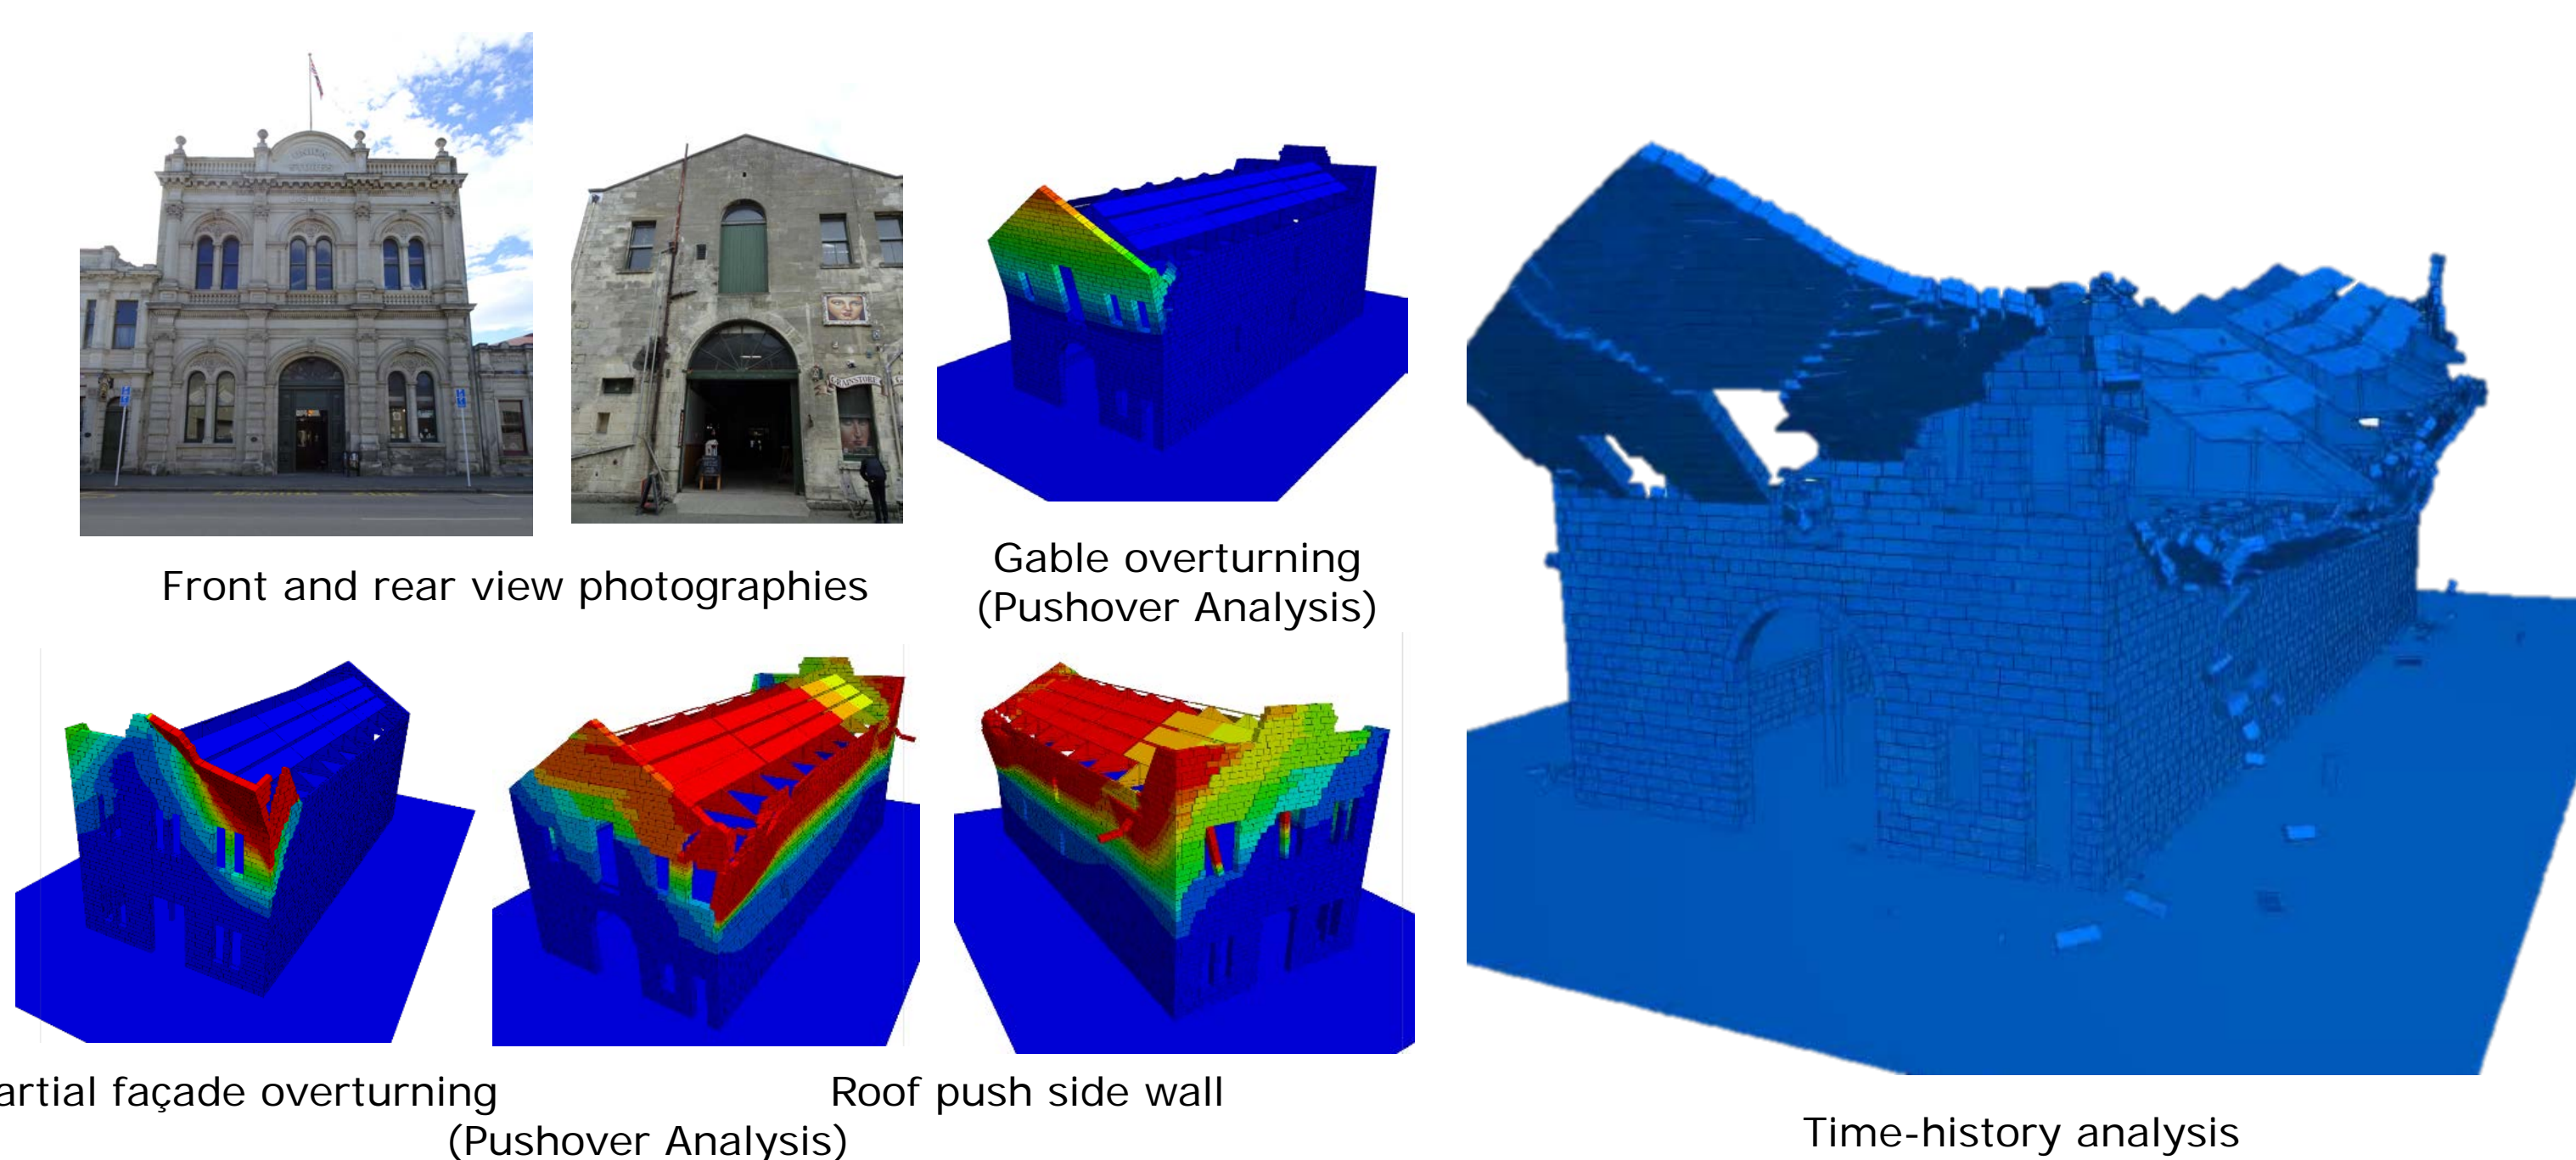 GRAINSTORE
Front and rear view photographies
Gable overturning
(Pushover Analysis)
artial façade overturning
Roof push side wall
(Pushover Analysis)
Time-history analysis